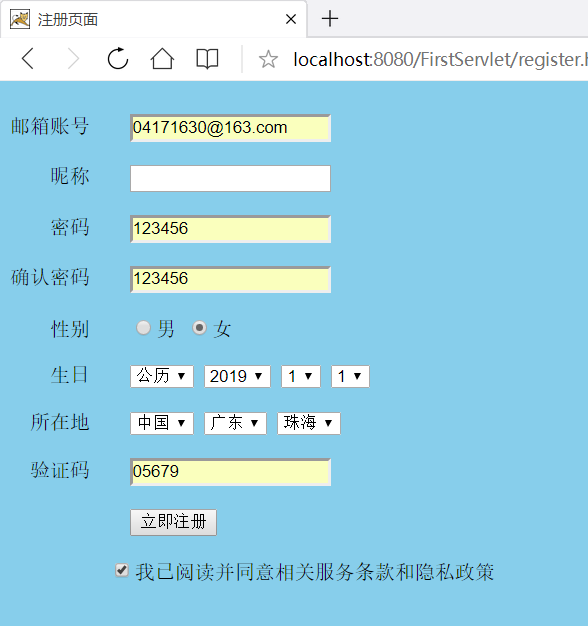 注册页面
localhost:8080/FirstServlet/register.
邮箱账号 04171630@163.com
昵称
密码 123456
确认密码 123456
性别 男 女
生日 公历 2019 1 1
所在地 中国 广东 珠海
验证码 05679
立即注册
我已阅读并同意相关服务条款和隐私政策